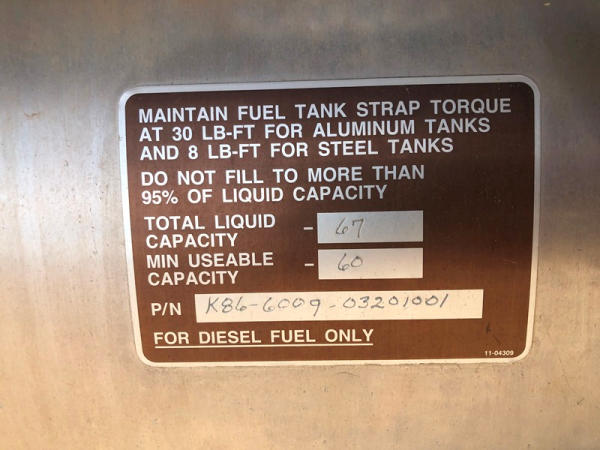 MAINTAIN FUEL TANK STRAP TORQUE
AT 30 LB-FT FOR ALUMINUM TANKS
AND 8 LB-FT FOR STEEL TANKS
DO NOT FILL TO MORE THAN
95% OF LIQUID CAPACITY
TOTAL LIQUID
CAPACITY - 67
MIN USEABLE
CAPACITY - 60
P/N K86-6009-03201001
FOR DIESEL FUEL ONLY
11-04309